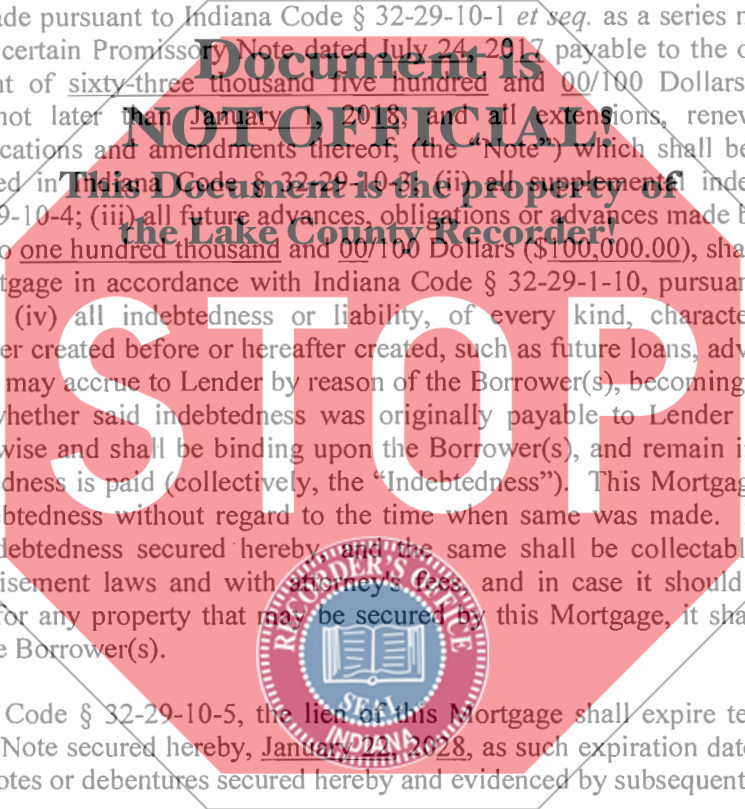 ade pursuant to Indiana Code § 32-29-10-1 et seq. as a series
certain Promissory Note dated July 24, 2017 payable to the
Document is
nt of sixty-three thousand five hundred and 00/100 Dollars
not later than January 1, 2018, and all extensions, renew
NOT OFFICIAL!
ications and amendments thereof; (the “Note”) which shall be
ed in Indiana Code § 32-29-10-3; (ii) all supplemental inde
This Document is the property of
9-10-4; (iii) all future advances, obligations or advances made b
the Lake County Recorder!
o one hundred thousand and 00/100 Dollars ($100,000.00), sha
tgage in accordance with Indiana Code § 32-29-1-10, pursuan
(iv) all indebtedness or liability, of every kind, characte
er created before or hereafter created, such as future loans, adv
may accrue to Lender by reason of the Borrower(s), becoming
STOP
whether said indebtedness was originally payable to Lender
wise and shall be binding upon the Borrower(s), and remain i
edness is paid (collectively, the “Indebtedness”). This Mortgag
ebtedness without regard to the time when same was made.
debtedness secured hereby, and the same shall be collectabl
isement laws and with attorney's fees, and in case it should
or any property that may be secured by this Mortgage, it sha
e Borrower(s).
RECORDER'S OFFICE
SEAL
INDIANA
Code § 32-29-10-5, the lien of this Mortgage shall expire te
Note secured hereby, January 22, 2028, as such expiration date
otes or debentures secured hereby and evidenced by subsequent